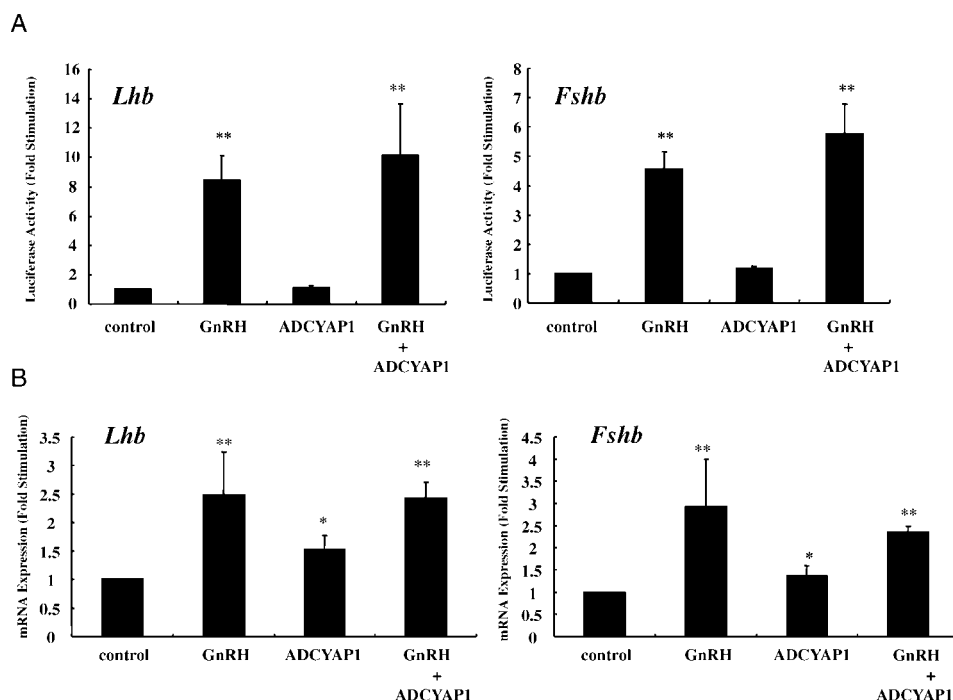 A
Lhb
Luciferase Activity (Fold Stimulation)
16
14
12
10
8
6
4
2
0
**
**
control
GnRH
ADCYAP1
GnRH
+
ADCYAP1
Fshb
Luciferase Activity (Fold Stimulation)
8
7
6
5
4
3
2
1
0
**
**
control
GnRH
ADCYAP1
GnRH
+
ADCYAP1
B
Lhb
mRNA Expression (Fold Stimulation)
3.5
3
2.5
2
1.5
1
0.5
0
**
*
**
control
GnRH
ADCYAP1
GnRH
+
ADCYAP1
Fshb
mRNA Expression (Fold Stimulation)
4.5
4
3.5
3
2.5
2
1.5
1
0.5
0
**
*
**
control
GnRH
ADCYAP1
GnRH
+
ADCYAP1